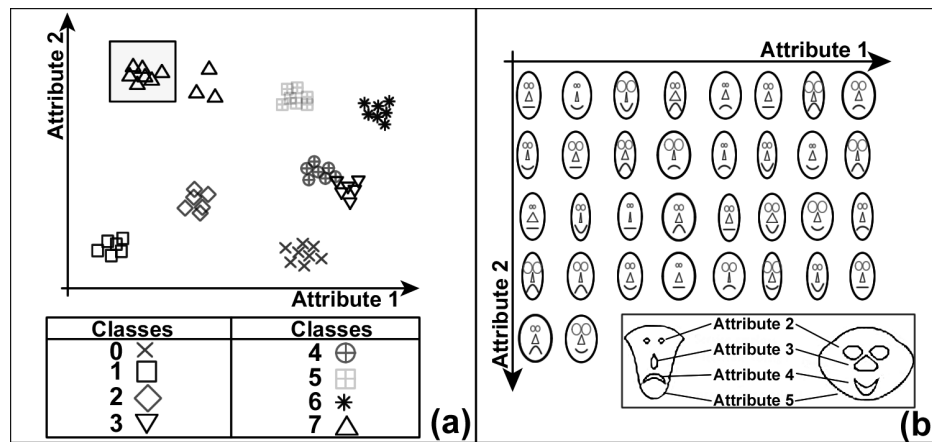 Attribute 2
Attribute 1
Classes Classes
0 4
1 5
2 6
3 7
(a)
Attribute 1
Attribute 2
Attribute 2
Attribute 3
Attribute 4
Attribute 5
(b)